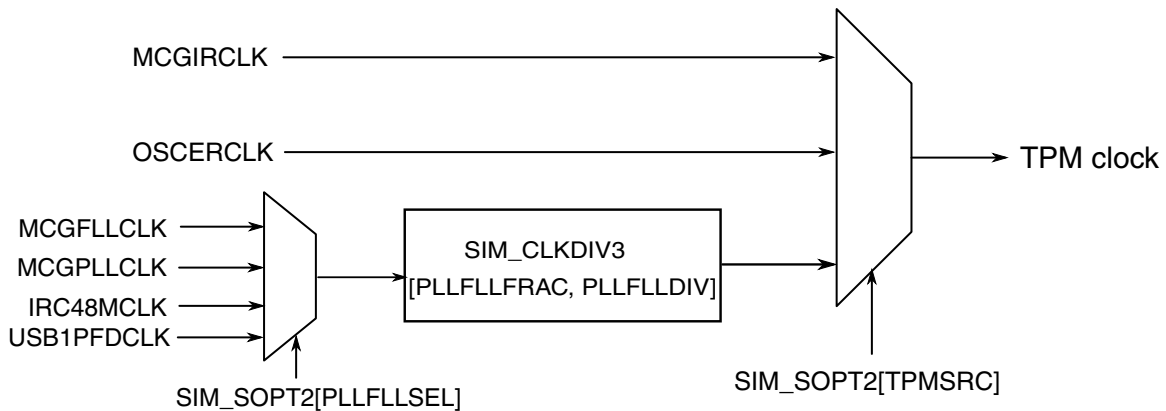 MCGIRCLK
OSCERCLK
TPM clock
MCGFLLCLK
MCGPLLCLK
IRC48MCLK
USB1PFDCLK
SIM_CLKDIV3
[PLLFLLFRAC, PLLFLLDIV]
SIM_SOPT2[PLLFLLSEL]
SIM_SOPT2[TPMSRC]